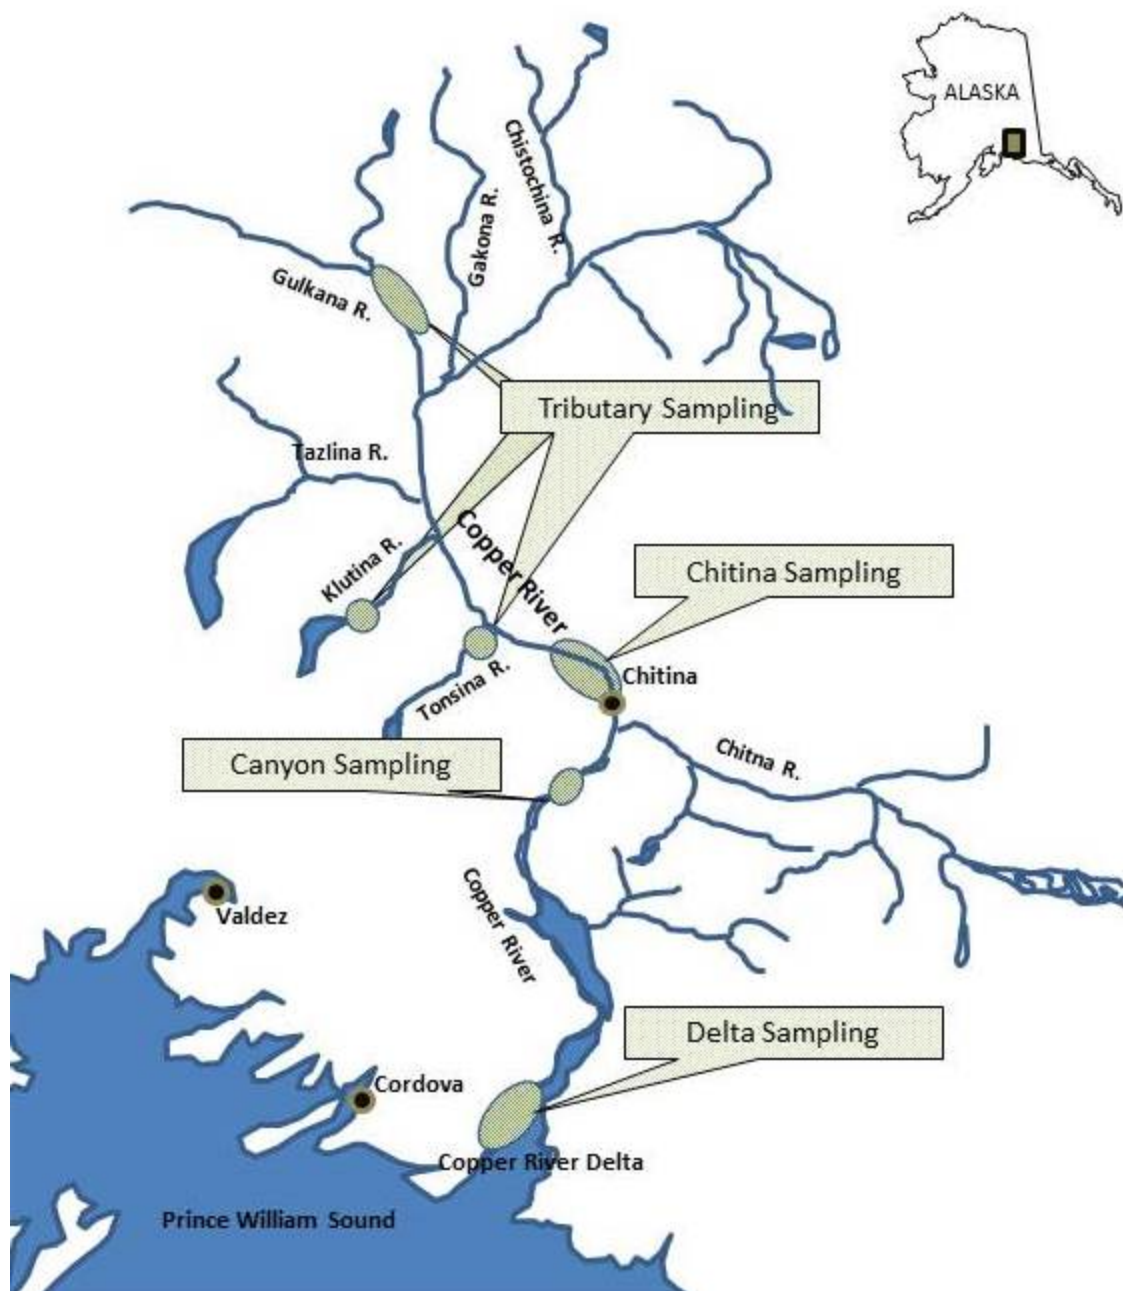 ALASKA
Chistochina R.
Gakona R.
Gulkana R.
Tributary Sampling
Tazlina R.
Copper River
Klutina R.
Chitina Sampling
Chitina
Tonsina R.
Canyon Sampling
Chitna R.
Copper River
Valdez
Delta Sampling
Cordova
Copper River Delta
Prince William Sound